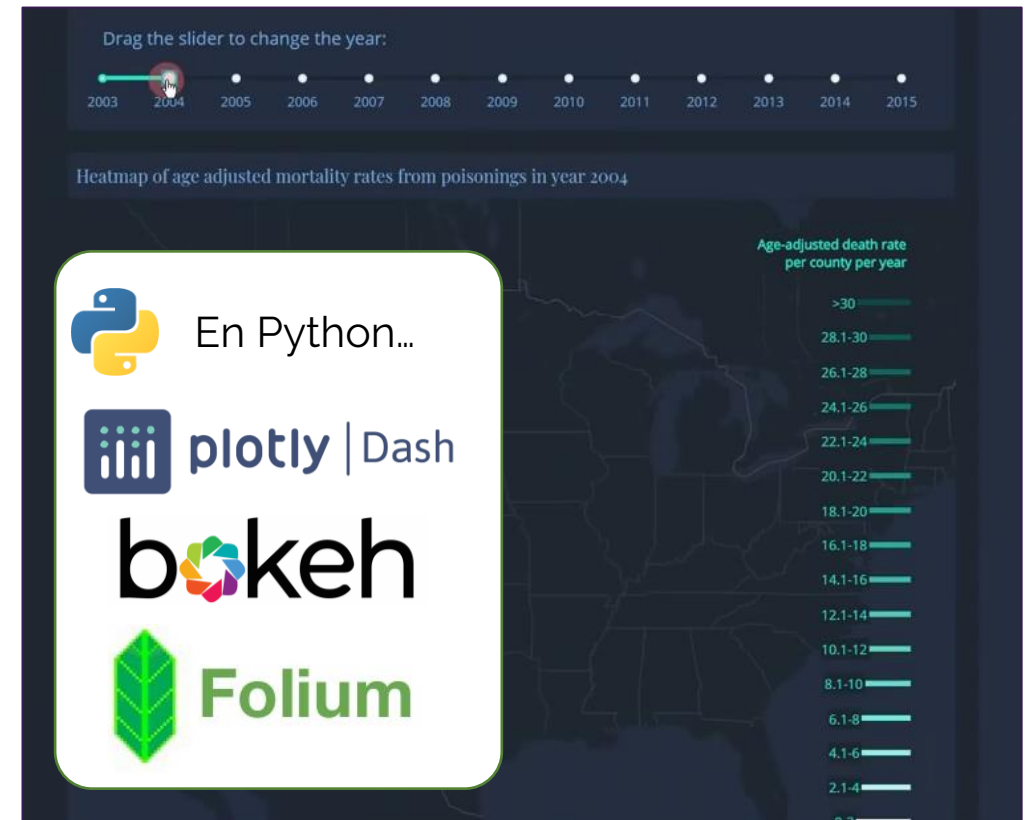 Drag the slider to change the year:
2003 2004 2005 2006 2007 2008 2009 2010 2011 2012 2013 2014 2015
Heatmap of age adjusted mortality rates from poisonings in year 2004
Age-adjusted death rate
per county per year
>30
28.1-30
26.1-28
24.1-26
22.1-24
20.1-22
18.1-20
16.1-18
14.1-16
12.1-14
10.1-12
8.1-10
6.1-8
4.1-6
2.1-4
En Python...
plotly | Dash
bokeh
Folium